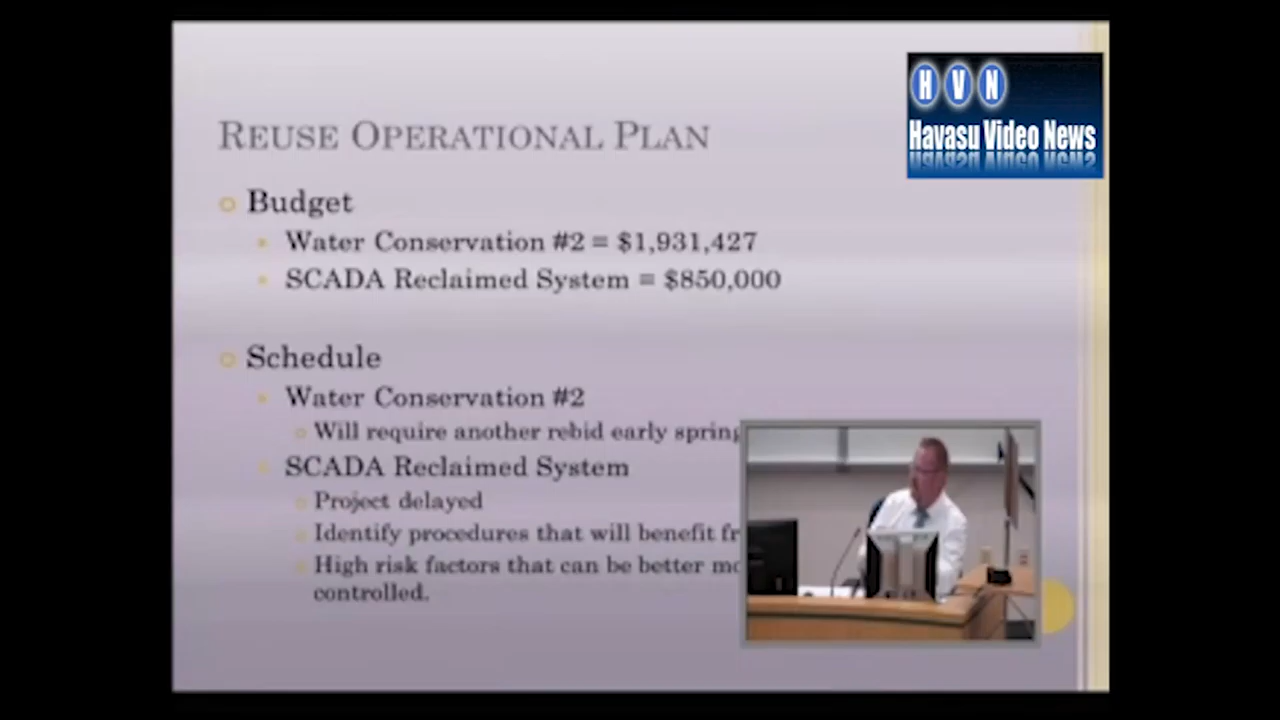 H V N
Havasu Video News
REUSE OPERATIONAL PLAN
Budget
Water Conservation #2 = $1,931,427
SCADA Reclaimed System = $850,000
Schedule
Water Conservation #2
Will require another rebid early spring
SCADA Reclaimed System
Project delayed
Identify procedures that will benefit fr
High risk factors that can be better mo
controlled.